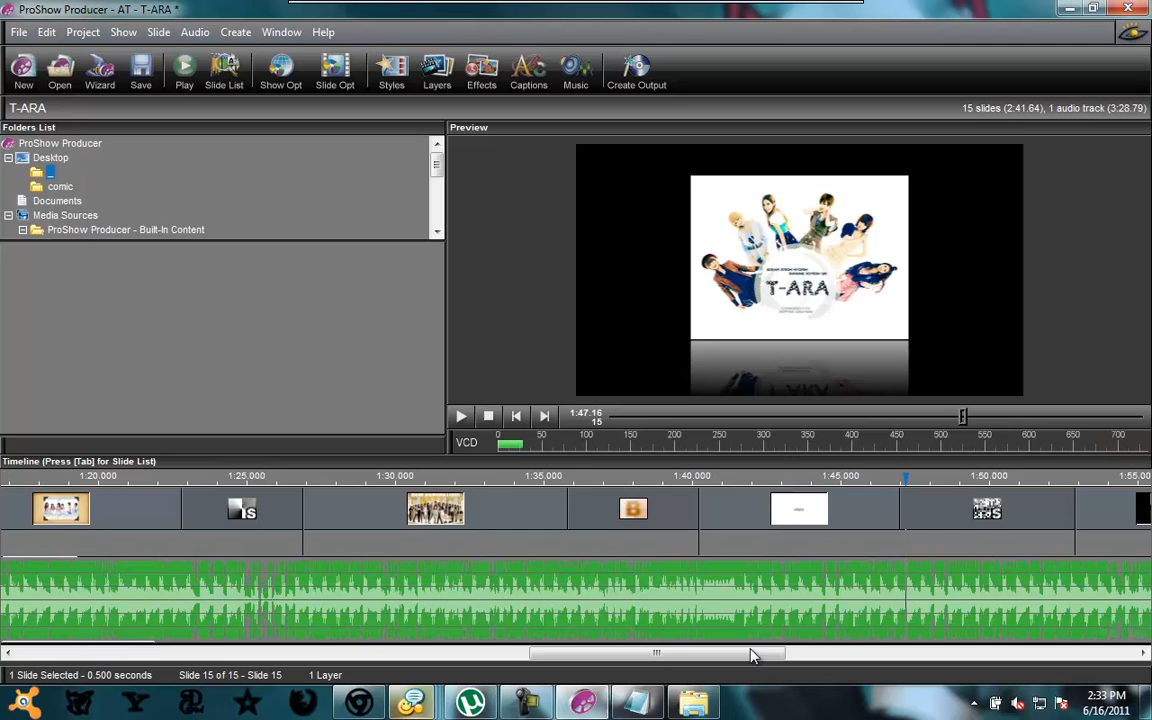 ProShow Producer - AT - T-ARA *
File Edit Project Show Slide Audio Create Window Help
New Open Wizard Save Play Slide List Show Opt Slide Opt Styles Layers Effects Captions Music Create Output
T-ARA 15 slides (2:41.64), 1 audio track (3:28.79)
Folders List
ProShow Producer
Desktop
comic
Documents
Media Sources
ProShow Producer - Built-In Content
Preview
T-ARA
1:47.16
15
VCD 0 50 100 150 200 250 300 350 400 450 500 550 600 650 700
Timeline (Press [Tab] for Slide List)
1:20.000 1:25.000 1:30.000 1:35.000 1:40.000 1:45.000 1:50.000 1:55.00
S B S
1 Slide Selected - 0.500 seconds Slide 15 of 15 - Slide 15 1 Layer
2:33 PM
6/16/2011